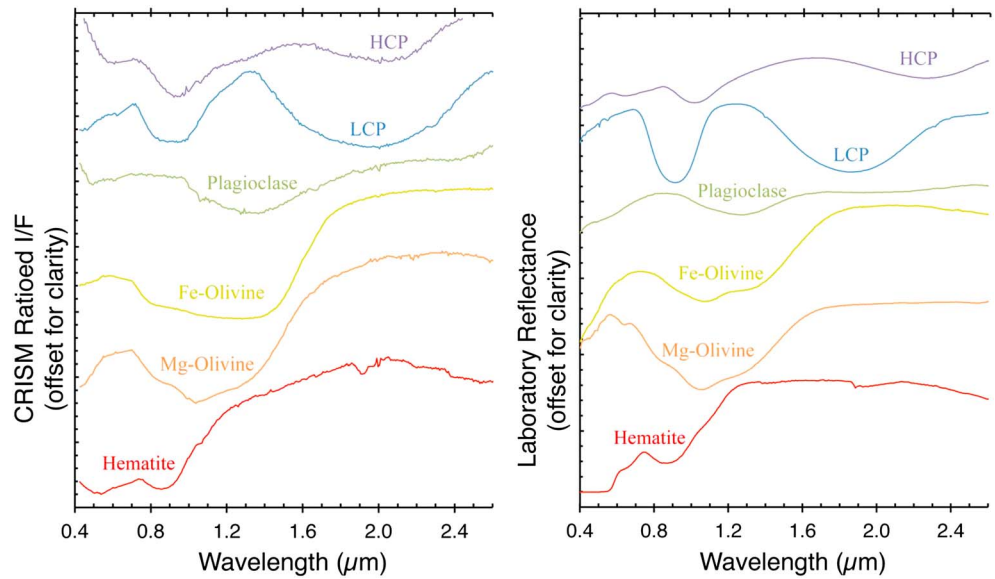 CRISM Ratioed I/F
(offset for clarity)
HCP
LCP
Plagioclase
Fe-Olivine
Mg-Olivine
Hematite
0.4 0.8 1.2 1.6 2.0 2.4
Wavelength (µm)
Laboratory Reflectance
(offset for clarity)
HCP
LCP
Plagioclase
Fe-Olivine
Mg-Olivine
Hematite
0.4 0.8 1.2 1.6 2.0 2.4
Wavelength (µm)